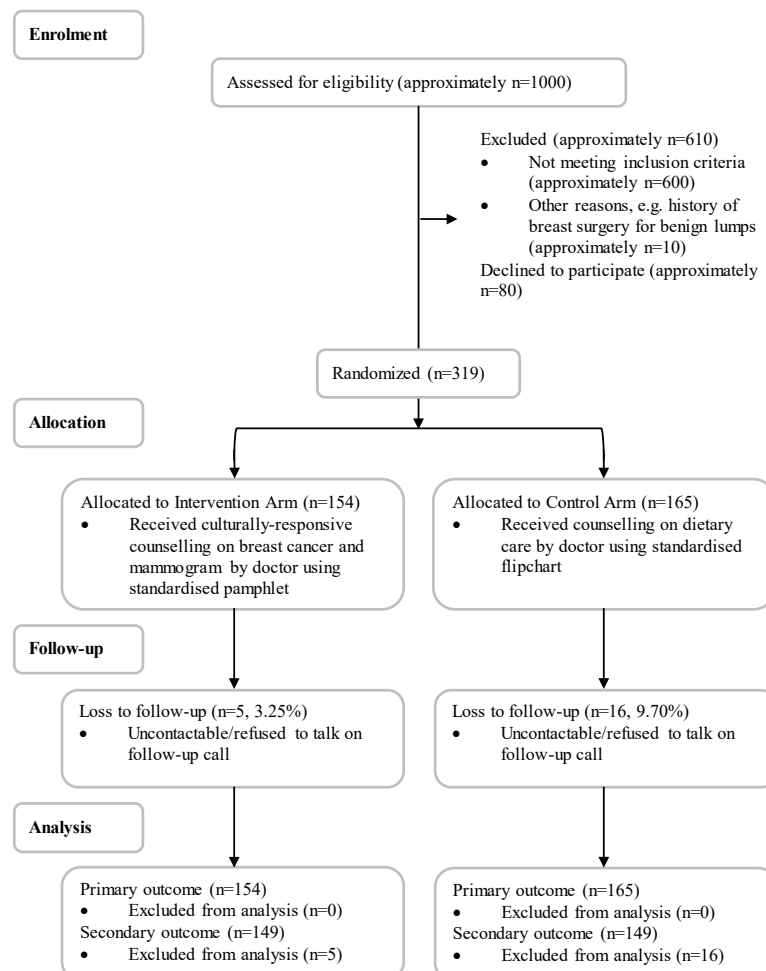 Enrolment
Assessed for eligibility (approximately n=1000)
Excluded (approximately n=610)
• Not meeting inclusion criteria
(approximately n=600)
• Other reasons, e.g. history of
breast surgery for benign lumps
(approximately n=10)
Declined to participate (approximately
n=80)
Randomized (n=319)
Allocation
Allocated to Intervention Arm (n=154)
• Received culturally-responsive
counselling on breast cancer and
mammogram by doctor using
standardised pamphlet
Allocated to Control Arm (n=165)
• Received counselling on dietary
care by doctor using standardised
flipchart
Follow-up
Loss to follow-up (n=5, 3.25%)
• Uncontactable/refused to talk on
follow-up call
Loss to follow-up (n=16, 9.70%)
• Uncontactable/refused to talk on
follow-up call
Analysis
Primary outcome (n=154)
• Excluded from analysis (n=0)
Secondary outcome (n=149)
• Excluded from analysis (n=5)
Primary outcome (n=165)
• Excluded from analysis (n=0)
Secondary outcome (n=149)
• Excluded from analysis (n=16)